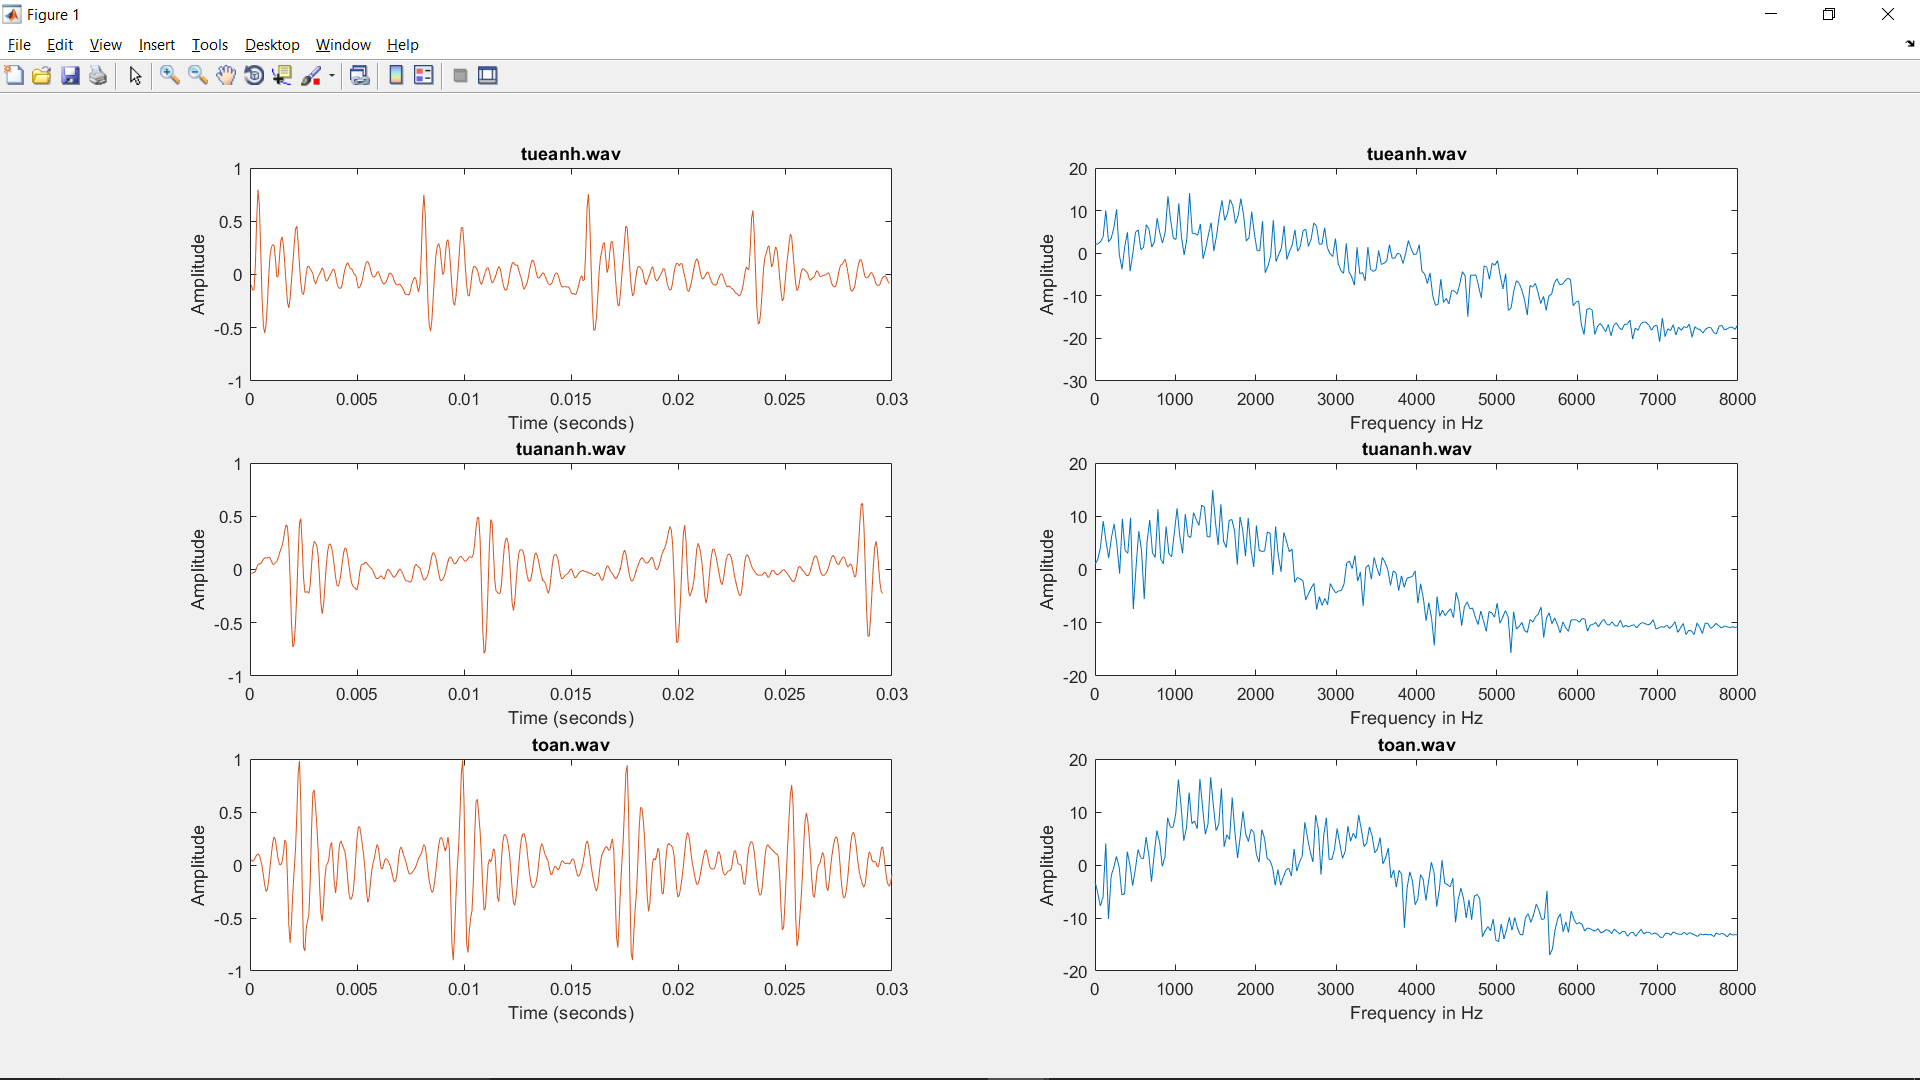 Figure 1
File Edit View Insert Tools Desktop Window Help
tueanh.wav
1
0.5
0
-0.5
-1
Amplitude
0 0.005 0.01 0.015 0.02 0.025 0.03
Time (seconds)
tueanh.wav
20
10
0
-10
-20
-30
Amplitude
0 1000 2000 3000 4000 5000 6000 7000 8000
Frequency in Hz
tuananh.wav
1
0.5
0
-0.5
-1
Amplitude
0 0.005 0.01 0.015 0.02 0.025 0.03
Time (seconds)
tuananh.wav
20
10
0
-10
-20
Amplitude
0 1000 2000 3000 4000 5000 6000 7000 8000
Frequency in Hz
toan.wav
1
0.5
0
-0.5
-1
Amplitude
0 0.005 0.01 0.015 0.02 0.025 0.03
Time (seconds)
toan.wav
20
10
0
-10
-20
Amplitude
0 1000 2000 3000 4000 5000 6000 7000 8000
Frequency in Hz